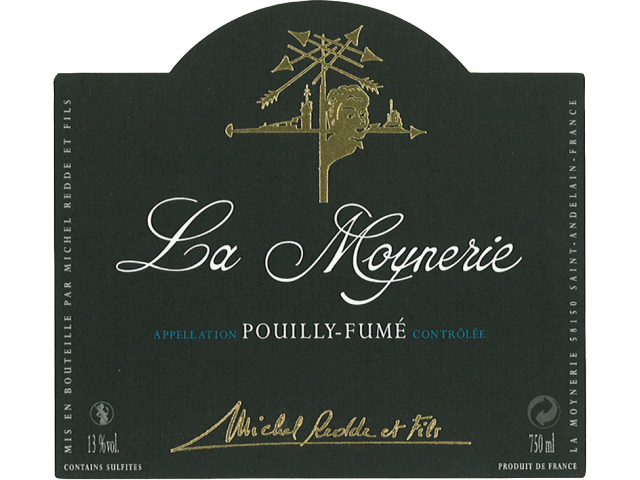 La Moynerie
APPELLATION POUILLY-FUMÉ CONTRÔLÉE
Michel Redde et Fils
13 %vol.
750 ml
CONTAINS SULFITES
PRODUIT DE FRANCE
MIS EN BOUTEILLE PAR MICHEL REDDE ET FILS
LA MOYNERIE 58150 SAINT-ANDELAIN-FRANCE